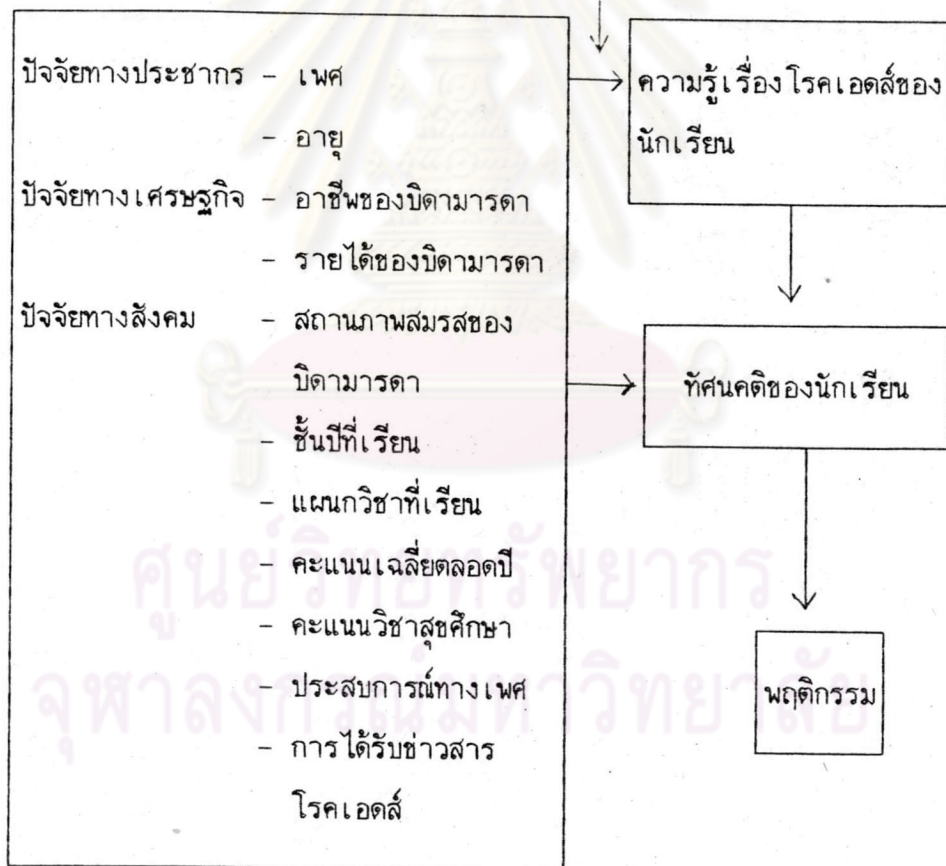 ปัจจัยทางประชากร - เพศ
- อายุ
ปัจจัยทางเศรษฐกิจ - อาชีพของบิดามารดา
- รายได้ของบิดามารดา
ปัจจัยทางสังคม - สถานภาพสมรสของ
บิดามารดา
- ชั้นปีที่เรียน
- แผนกวิชาที่เรียน
- คะแนนเฉลี่ยตลอดปี
- คะแนนวิชาสุขศึกษา
- ประสบการณ์ทางเพศ
- การได้รับข่าวสาร
โรคเอดส์
ความรู้เรื่องโรคเอดส์ของ
นักเรียน
ทัศนคติของนักเรียน
พฤติกรรม
ศูนย์วิทยทรัพยากร
จุฬาลงกรณ์มหาวิทยาลัย